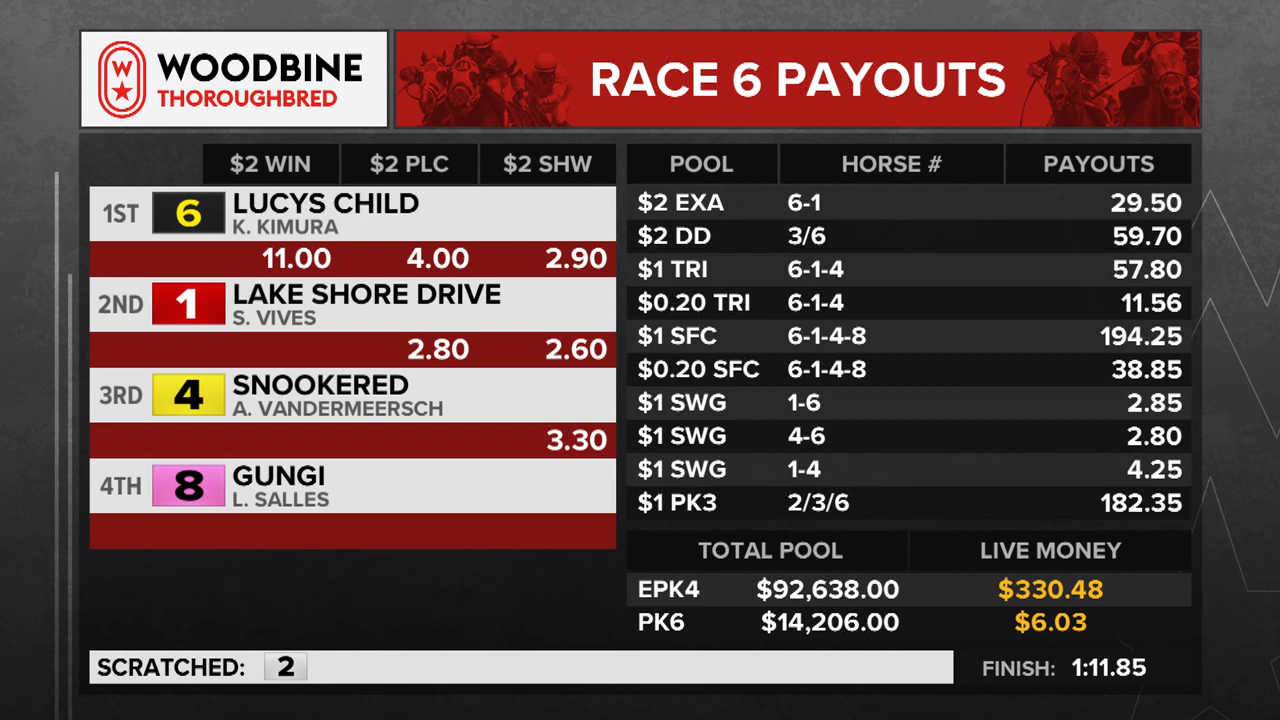 W
WOODBINE
THOROUGHBRED
RACE 6 PAYOUTS
$2 WIN $2 PLC $2 SHW
1ST 6 LUCYS CHILD
K. KIMURA
11.00 4.00 2.90
2ND 1 LAKE SHORE DRIVE
S. VIVES
2.80 2.60
3RD 4 SNOOKERED
A. VANDERMEERSCH
3.30
4TH 8 GUNGI
L. SALLES
POOL HORSE # PAYOUTS
$2 EXA 6-1 29.50
$2 DD 3/6 59.70
$1 TRI 6-1-4 57.80
$0.20 TRI 6-1-4 11.56
$1 SFC 6-1-4-8 194.25
$0.20 SFC 6-1-4-8 38.85
$1 SWG 1-6 2.85
$1 SWG 4-6 2.80
$1 SWG 1-4 4.25
$1 PK3 2/3/6 182.35
TOTAL POOL LIVE MONEY
EPK4 $92,638.00 $330.48
PK6 $14,206.00 $6.03
SCRATCHED: 2
FINISH: 1:11.85